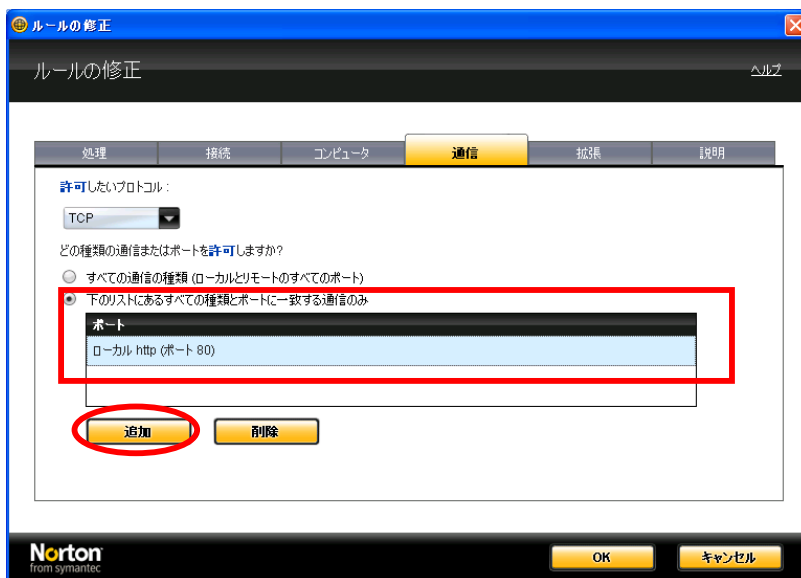 ルールの修正
ルールの修正
ヘルプ
処理 接続 コンピュータ 通信 拡張 説明
許可したいプロトコル :
TCP
どの種類の通信またはポートを許可しますか?
すべての通信の種類 (ローカルとリモートのすべてのポート)
下のリストにあるすべての種類とポートに一致する通信のみ
ポート
ローカル http (ポート 80)
追加 削除
Norton
from symantec
OK キャンセル